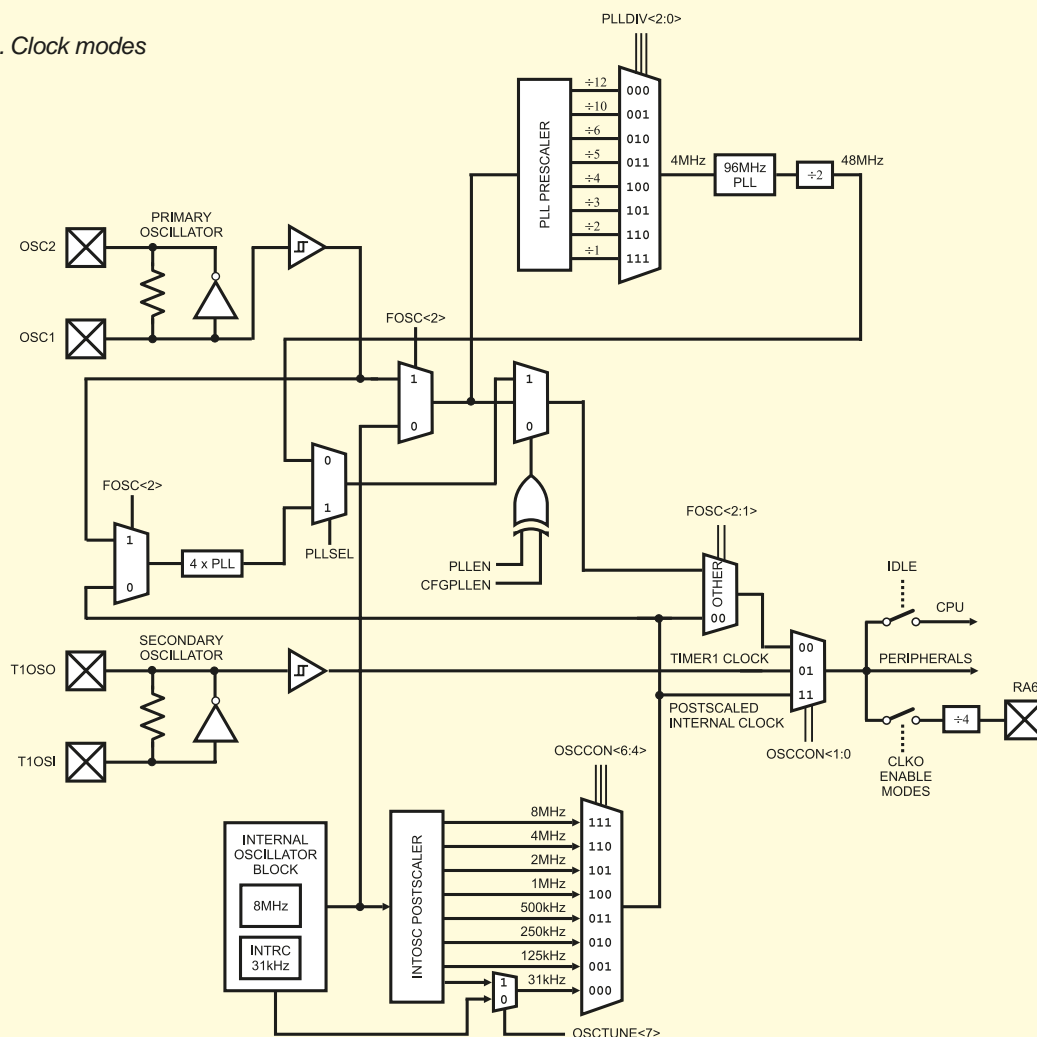 . Clock modes
PLLDIV<2:0>
PLL PRESCALER
÷12
÷10
÷6
÷5
÷4
÷3
÷2
÷1
000
001
010
011
100
101
110
111
4MHz
96MHz
PLL
÷2
48MHz
PRIMARY
OSCILLATOR
OSC2
OSC1
FOSC<2>
1
0
1
0
0
1
PLLSEL
FOSC<2>
1
0
4 x PLL
PLLEN
CFGPLLEN
FOSC<2:1>
OTHER
00
IDLE
CPU
SECONDARY
OSCILLATOR
T1OSO
T1OSI
TIMER1 CLOCK
POSTSCALED
INTERNAL CLOCK
00
01
11
OSCCON<1:0
PERIPHERALS
RA6
÷4
CLKO
ENABLE
MODES
OSCCON<6:4>
INTERNAL
OSCILLATOR
BLOCK
8MHz
INTRC
31kHz
INTOSC POSTSCALER
8MHz
4MHz
2MHz
1MHz
500kHz
250kHz
125kHz
31kHz
111
110
101
100
011
010
001
000
1
0
OSCTUNE<7>